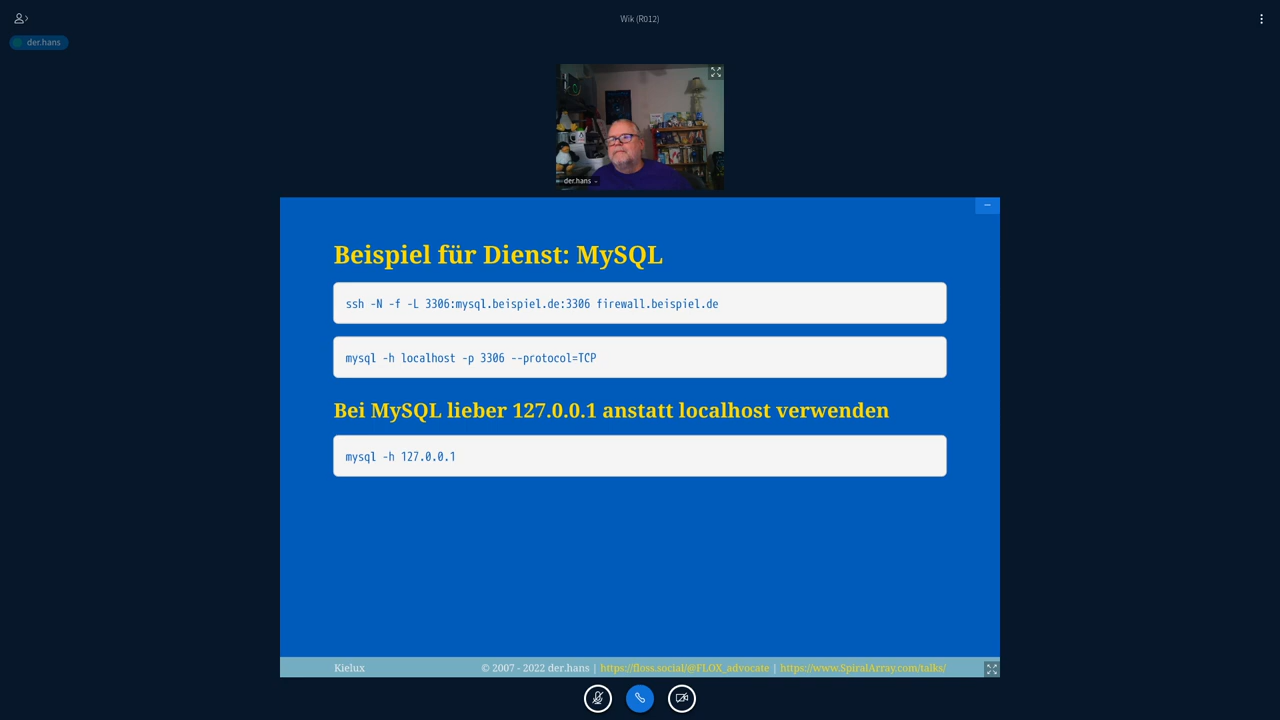 Wik (R012)
der.hans
der.hans
Beispiel für Dienst: MySQL
ssh -N -f -L 3306:mysql.beispiel.de:3306 firewall.beispiel.de
mysql -h localhost -p 3306 --protocol=TCP
Bei MySQL lieber 127.0.0.1 anstatt localhost verwenden
mysql -h 127.0.0.1
Kielux © 2007 - 2022 der.hans | https://floss.social/@FLOX_advocate | https://www.SpiralArray.com/talks/